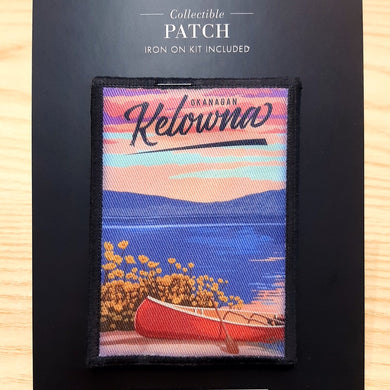 Collectible
PATCH
IRON ON KIT INCLUDED
OKANAGAN
Kelowna